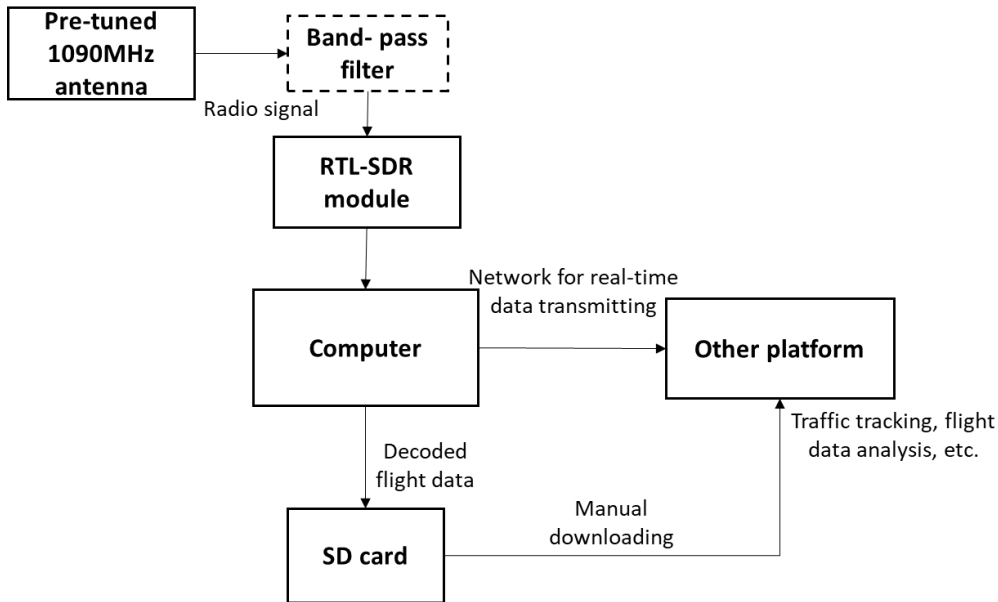 Pre-tuned
1090MHz
antenna
Band- pass
filter
Radio signal
RTL-SDR
module
Network for real-time
data transmitting
Computer
Other platform
Traffic tracking, flight
data analysis, etc.
Decoded
flight data
Manual
downloading
SD card